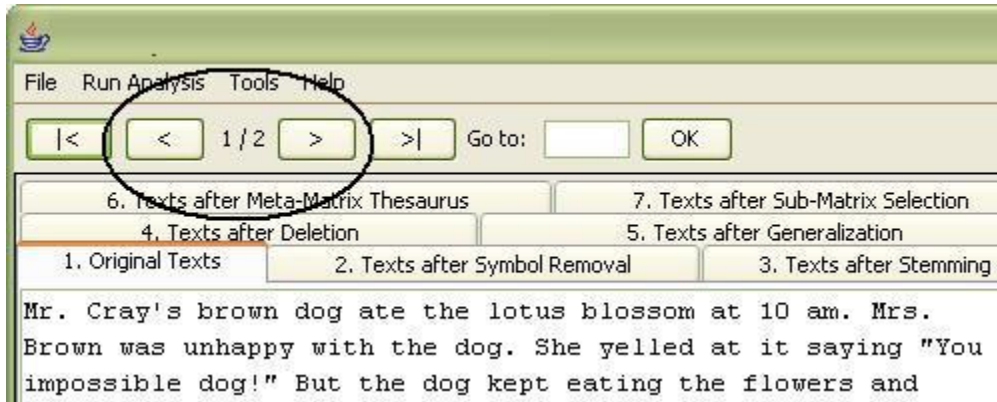 File Run Analysis Tools Help
|< < 1 / 2 > >| Go to: OK
6. Texts after Meta-Matrix Thesaurus 7. Texts after Sub-Matrix Selection
4. Texts after Deletion 5. Texts after Generalization
1. Original Texts 2. Texts after Symbol Removal 3. Texts after Stemming
Mr. Cray's brown dog ate the lotus blossom at 10 am. Mrs.
Brown was unhappy with the dog. She yelled at it saying "You
impossible dog!" But the dog kept eating the flowers and